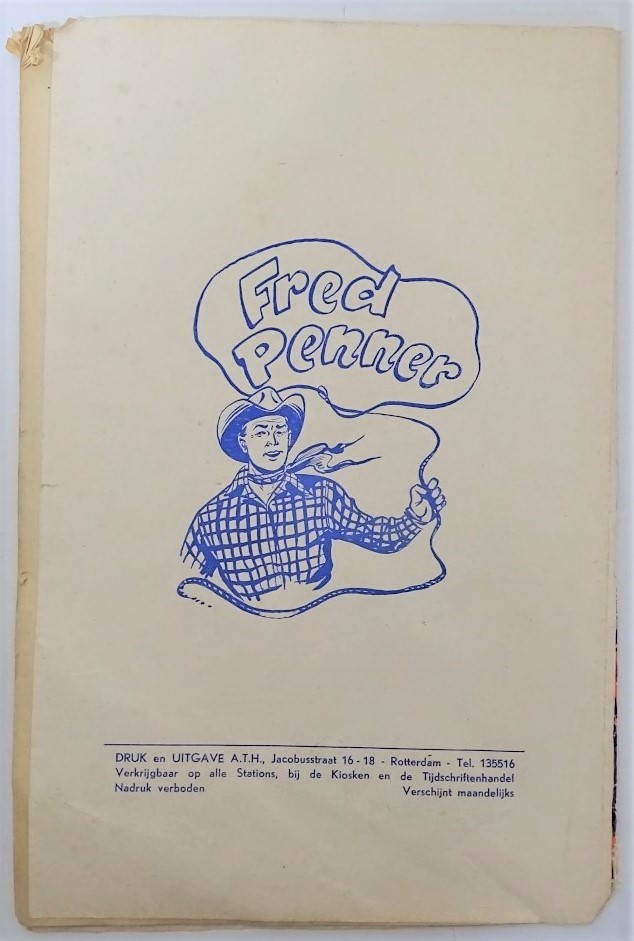 Fred
Penner
DRUK en UITGAVE A.T.H., Jacobusstraat 16 - 18 - Rotterdam - Tel. 135516
Verkrijgbaar op alle Stations, bij de Kiosken en de Tijdschriftenhandel
Nadruk verboden Verschijnt maandelijks